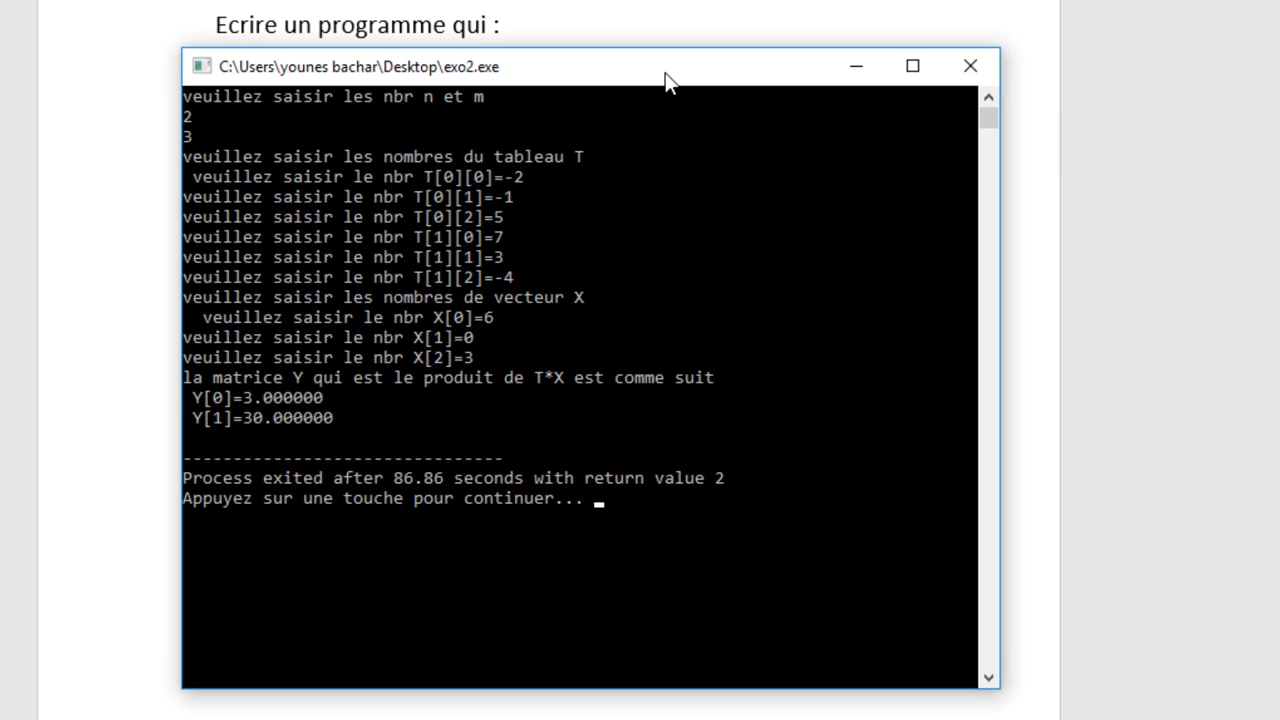 Ecrire un programme qui :
C:\Users\younes bachar\Desktop\exo2.exe
veuillez saisir les nbr n et m
2
3
veuillez saisir les nombres du tableau T
veuillez saisir le nbr T[0][0]=-2
veuillez saisir le nbr T[0][1]=-1
veuillez saisir le nbr T[0][2]=5
veuillez saisir le nbr T[1][0]=7
veuillez saisir le nbr T[1][1]=3
veuillez saisir le nbr T[1][2]=-4
veuillez saisir les nombres de vecteur X
veuillez saisir le nbr X[0]=6
veuillez saisir le nbr X[1]=0
veuillez saisir le nbr X[2]=3
la matrice Y qui est le produit de T*X est comme suit
Y[0]=3.000000
Y[1]=30.000000
--------------------------------
Process exited after 86.86 seconds with return value 2
Appuyez sur une touche pour continuer...